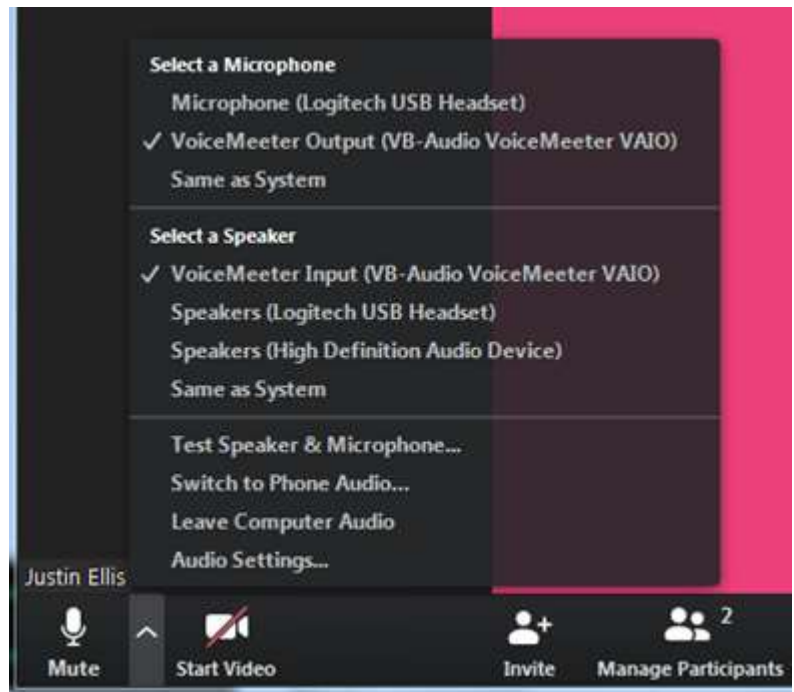 Select a Microphone
Microphone (Logitech USB Headset)
VoiceMeeter Output (VB-Audio VoiceMeeter VAIO)
Same as System
Select a Speaker
VoiceMeeter Input (VB-Audio VoiceMeeter VAIO)
Speakers (Logitech USB Headset)
Speakers (High Definition Audio Device)
Same as System
Test Speaker & Microphone...
Switch to Phone Audio...
Leave Computer Audio
Audio Settings...
Justin Ellis
2
Mute
Start Video
Invite
Manage Participants